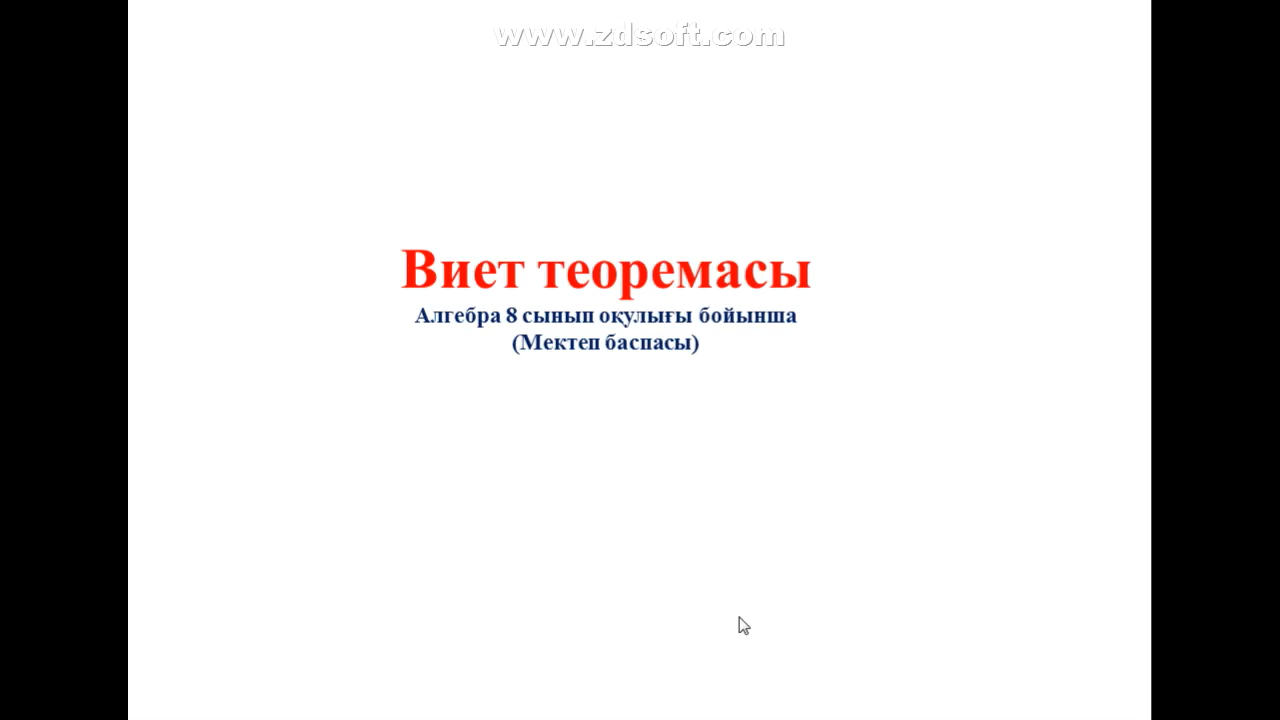 www.zdsoft.com
Виет теоремасы
Алгебра 8 сынып оқулығы бойынша
(Мектеп баспасы)